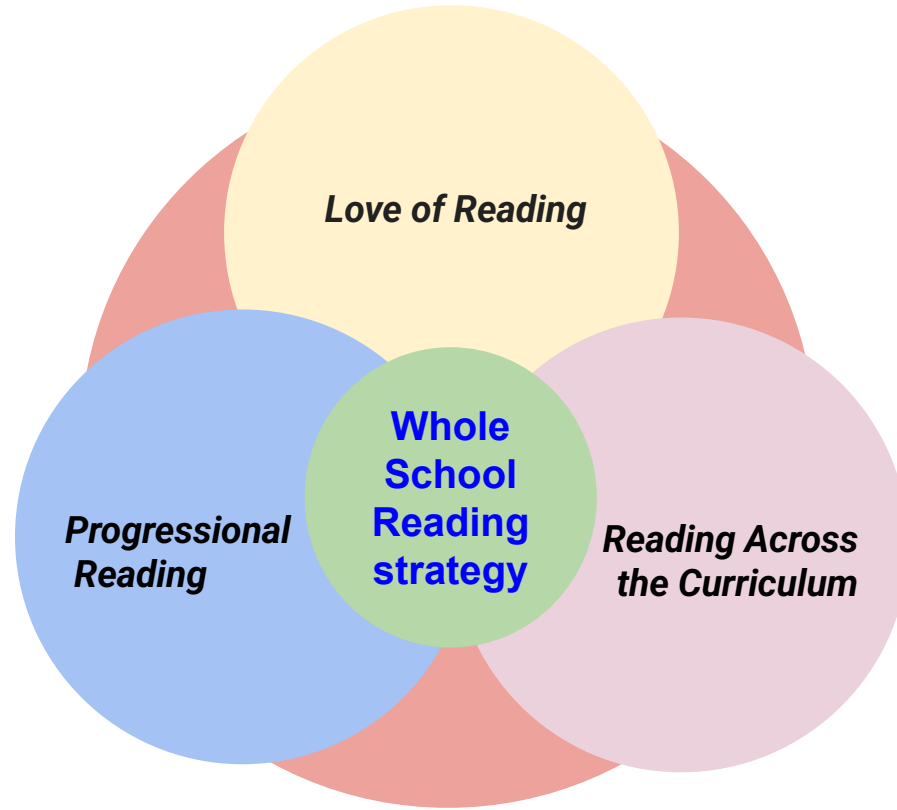 Love of Reading
Whole
School
Reading
strategy
Progressional
Reading
Reading Across
the Curriculum